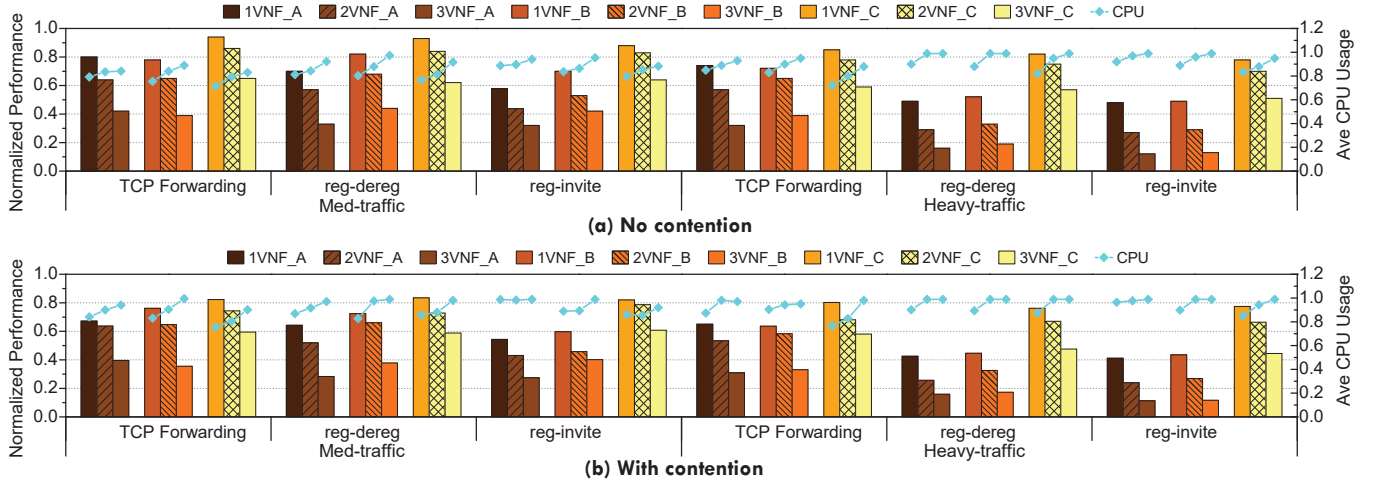 1VNF_A 2VNF_A 3VNF_A 1VNF_B 2VNF_B 3VNF_B 1VNF_C 2VNF_C 3VNF_C CPU
Normalized Performance
1.0
0.8
0.6
0.4
0.2
0.0
1.2
1.0
0.8
0.6
0.4
0.2
0.0
Ave CPU Usage
TCP Forwarding reg-dereg reg-invite TCP Forwarding reg-dereg reg-invite
Med-traffic Heavy-traffic
(a) No contention
1VNF_A 2VNF_A 3VNF_A 1VNF_B 2VNF_B 3VNF_B 1VNF_C 2VNF_C 3VNF_C CPU
Normalized Performance
1.0
0.8
0.6
0.4
0.2
0.0
1.2
1.0
0.8
0.6
0.4
0.2
0.0
Ave CPU Usage
TCP Forwarding reg-dereg reg-invite TCP Forwarding reg-dereg reg-invite
Med-traffic Heavy-traffic
(b) With contention